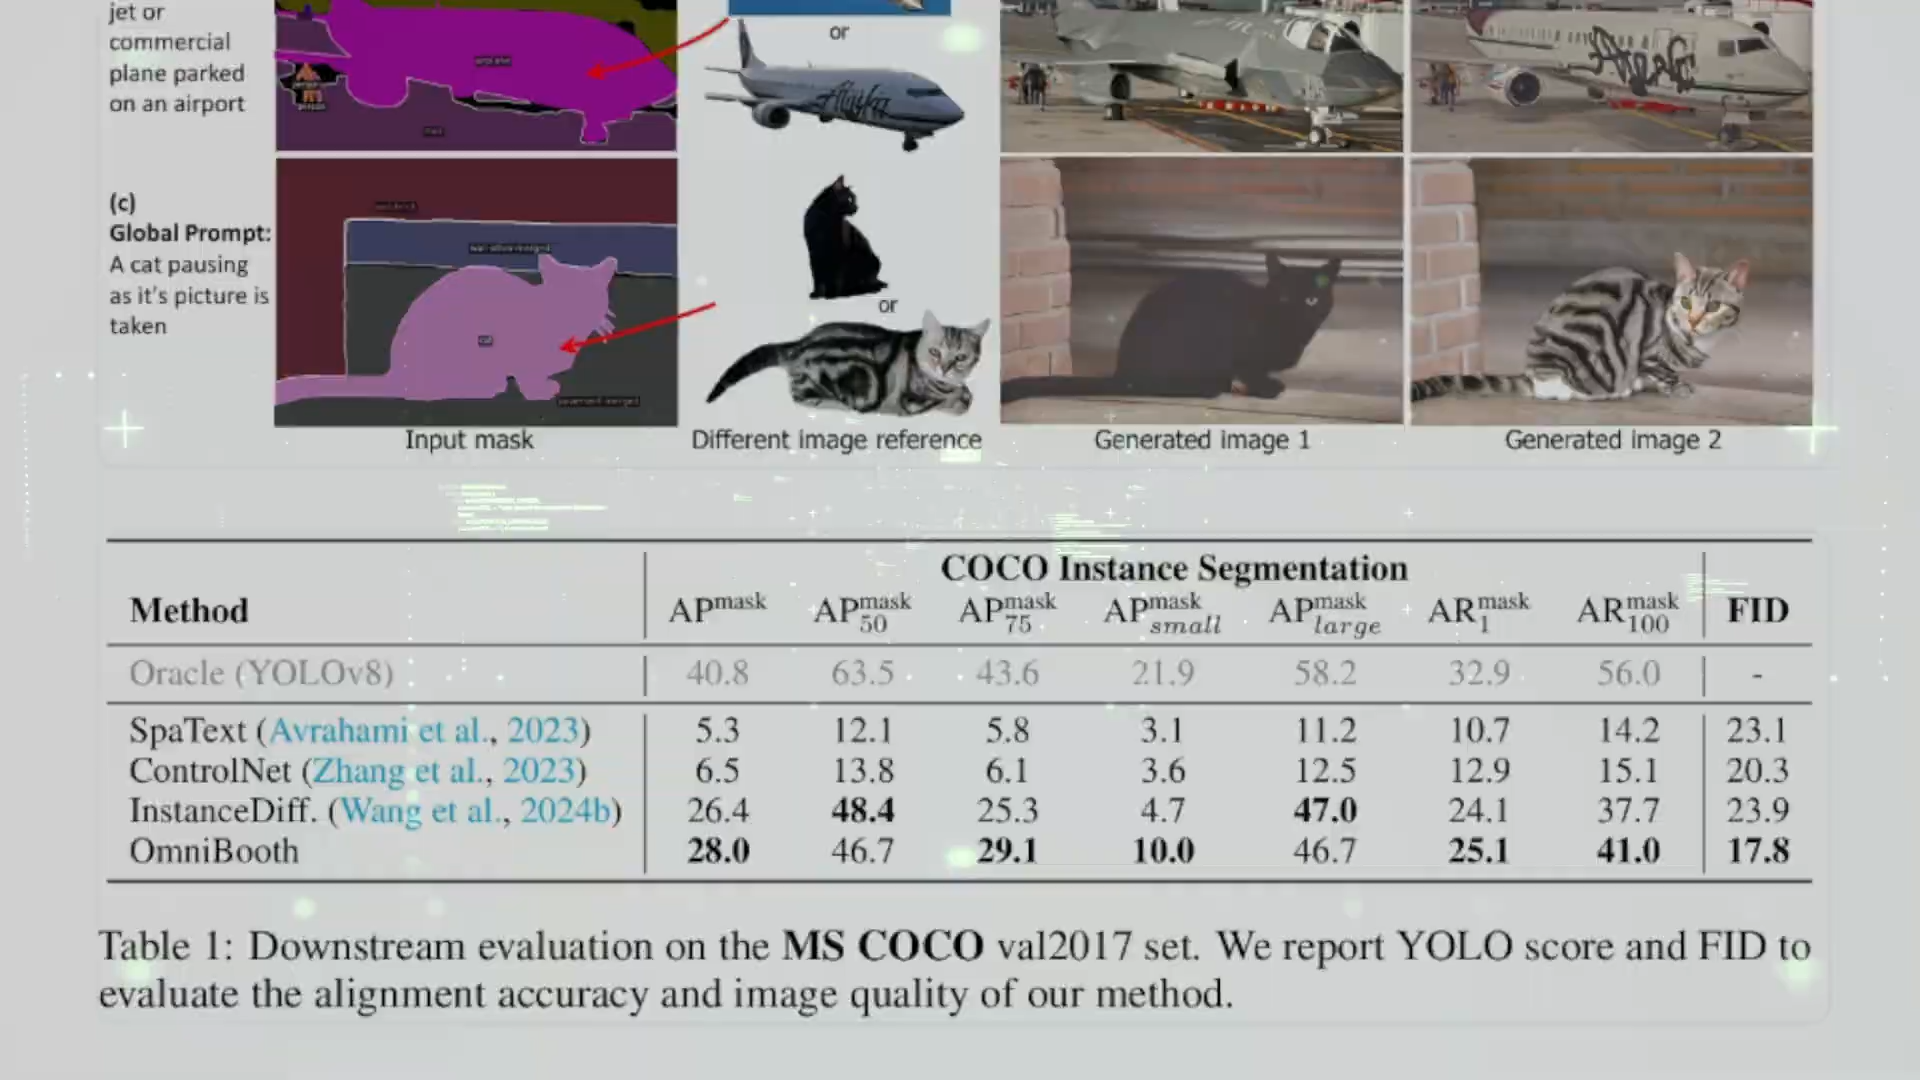 jet or
commercial
plane parked
on an airport
airplane
person
person
or
Alaska
(c)
Global Prompt:
A cat pausing
as it's picture is
taken
cat
or
Input mask
Different image reference
Generated image 1
Generated image 2
COCO Instance Segmentation
Method AP^mask AP^mask_50 AP^mask_75 AP^mask_small AP^mask_large AR^mask_1 AR^mask_100 FID
Oracle (YOLOv8) 40.8 63.5 43.6 21.9 58.2 32.9 56.0 -
SpaText (Avrahami et al., 2023) 5.3 12.1 5.8 3.1 11.2 10.7 14.2 23.1
ControlNet (Zhang et al., 2023) 6.5 13.8 6.1 3.6 12.5 12.9 15.1 20.3
InstanceDiff. (Wang et al., 2024b) 26.4 48.4 25.3 4.7 47.0 24.1 37.7 23.9
OmniBooth 28.0 46.7 29.1 10.0 46.7 25.1 41.0 17.8
Table 1: Downstream evaluation on the MS COCO val2017 set. We report YOLO score and FID to
evaluate the alignment accuracy and image quality of our method.